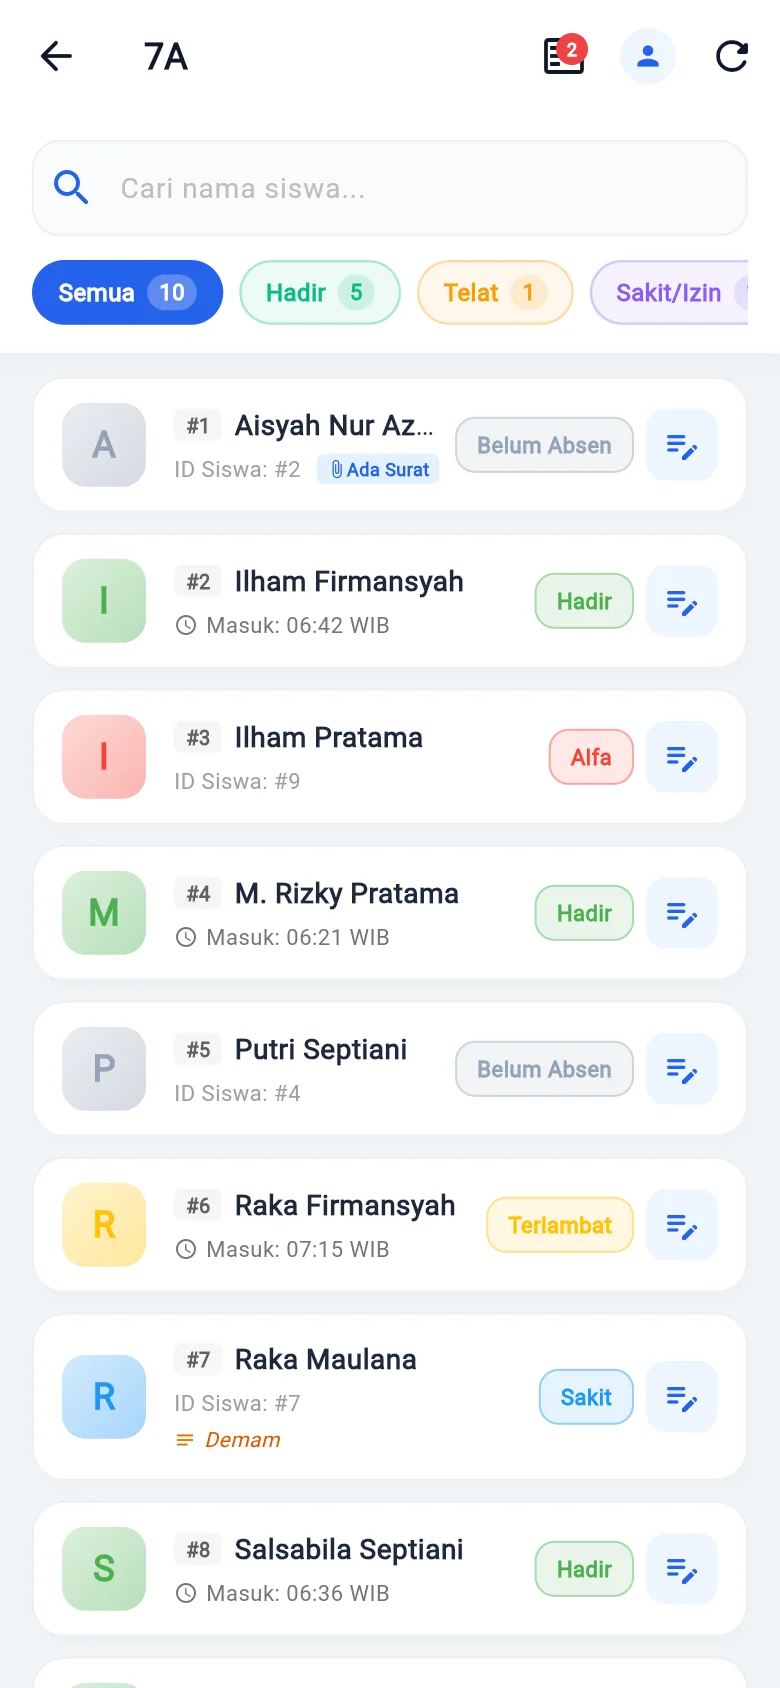 7A
2
Cari nama siswa...
Semua 10
Hadir 5
Telat 1
Sakit/Izin
A
#1 Aisyah Nur Az...
ID Siswa: #2 Ada Surat
Belum Absen
I
#2 Ilham Firmansyah
Masuk: 06:42 WIB
Hadir
I
#3 Ilham Pratama
ID Siswa: #9
Alfa
M
#4 M. Rizky Pratama
Masuk: 06:21 WIB
Hadir
P
#5 Putri Septiani
ID Siswa: #4
Belum Absen
R
#6 Raka Firmansyah
Masuk: 07:15 WIB
Terlambat
R
#7 Raka Maulana
ID Siswa: #7
Demam
Sakit
S
#8 Salsabila Septiani
Masuk: 06:36 WIB
Hadir